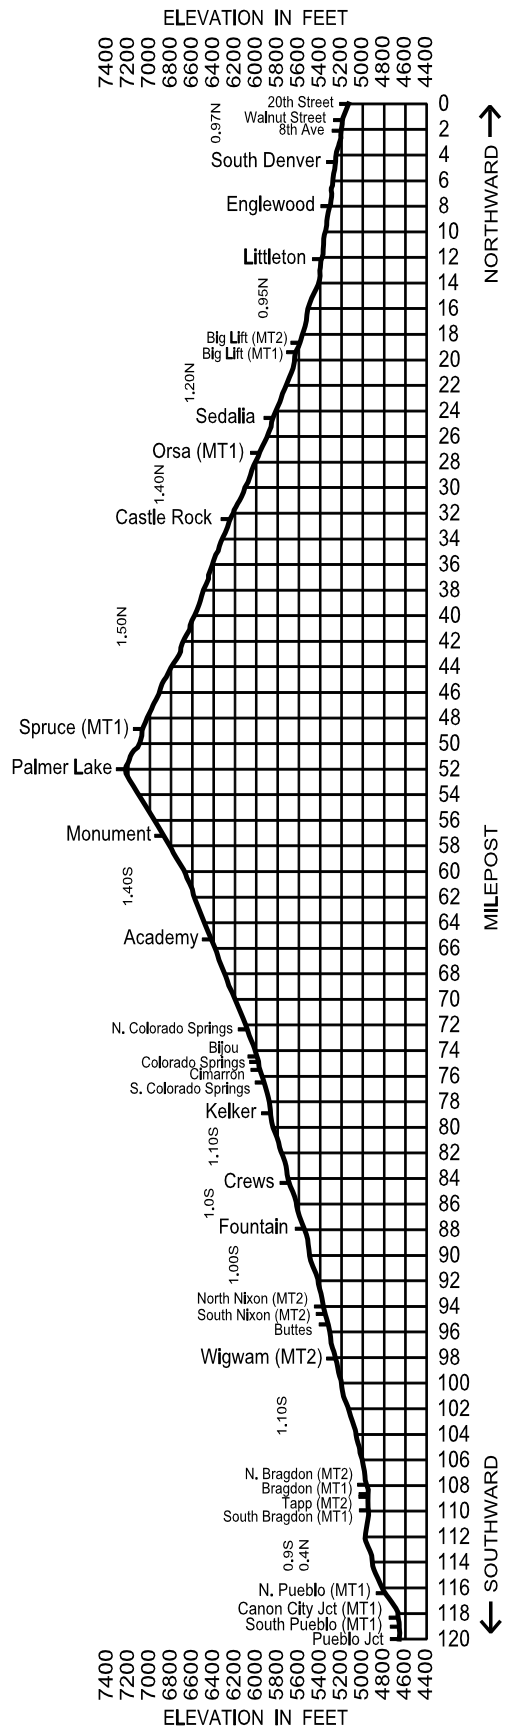 ELEVATION IN FEET
7400 7200 7000 6800 6600 6400 6200 6000 5800 5600 5400 5200 5000 4800 4600 4400
20th Street 0
Walnut Street
8th Ave 2
0.97N
South Denver 4
6
Englewood 8
10
Littleton 12
14
0.95N
16
18
Big Lift (MT2)
Big Lift (MT1)
20
1.20N
22
Sedalia 24
26
Orsa (MT1)
28
1.40N
30
Castle Rock 32
34
36
38
40
1.50N
42
44
46
48
Spruce (MT1)
50
Palmer Lake 52
54
56
Monument
58
60
1.40S
62
64
Academy
66
68
70
72
N. Colorado Springs
74
Bijou
Colorado Springs
Cimarron
76
S. Colorado Springs
78
Kelker
80
1.10S
82
84
Crews
1.0S
86
Fountain 88
90
1.00S
92
North Nixon (MT2)
94
South Nixon (MT2)
Buttes
96
Wigwam (MT2) 98
100
102
1.10S
104
106
N. Bragdon (MT2)
108
Bragdon (MT1)
Tapp (MT2)
110
South Bragdon (MT1)
112
0.9S
0.4N
114
N. Pueblo (MT1) 116
Canon City Jct (MT1) 118
South Pueblo (MT1)
Pueblo Jct 120
NORTHWARD
MILEPOST
SOUTHWARD
7400 7200 7000 6800 6600 6400 6200 6000 5800 5600 5400 5200 5000 4800 4600 4400
ELEVATION IN FEET